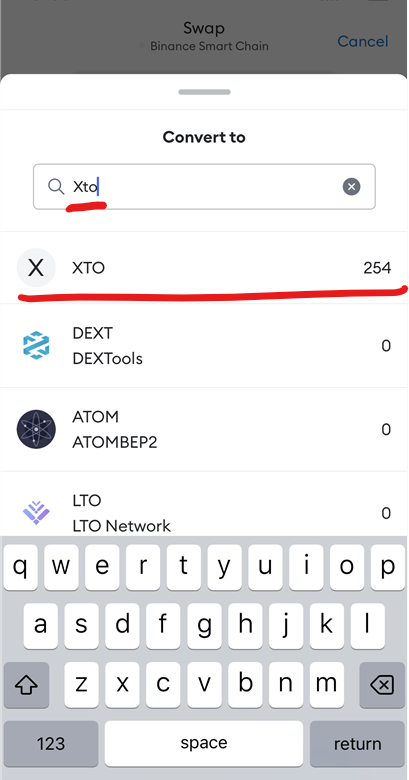 Swap
Binance Smart Chain
Cancel
Convert to
Xto
X
XTO
254
DEXT
DEXTools
0
ATOM
ATOMBEP2
0
LTO
LTO Network
0
q w e r t y u i o p
a s d f g h j k l
z x c v b n m
123 space return